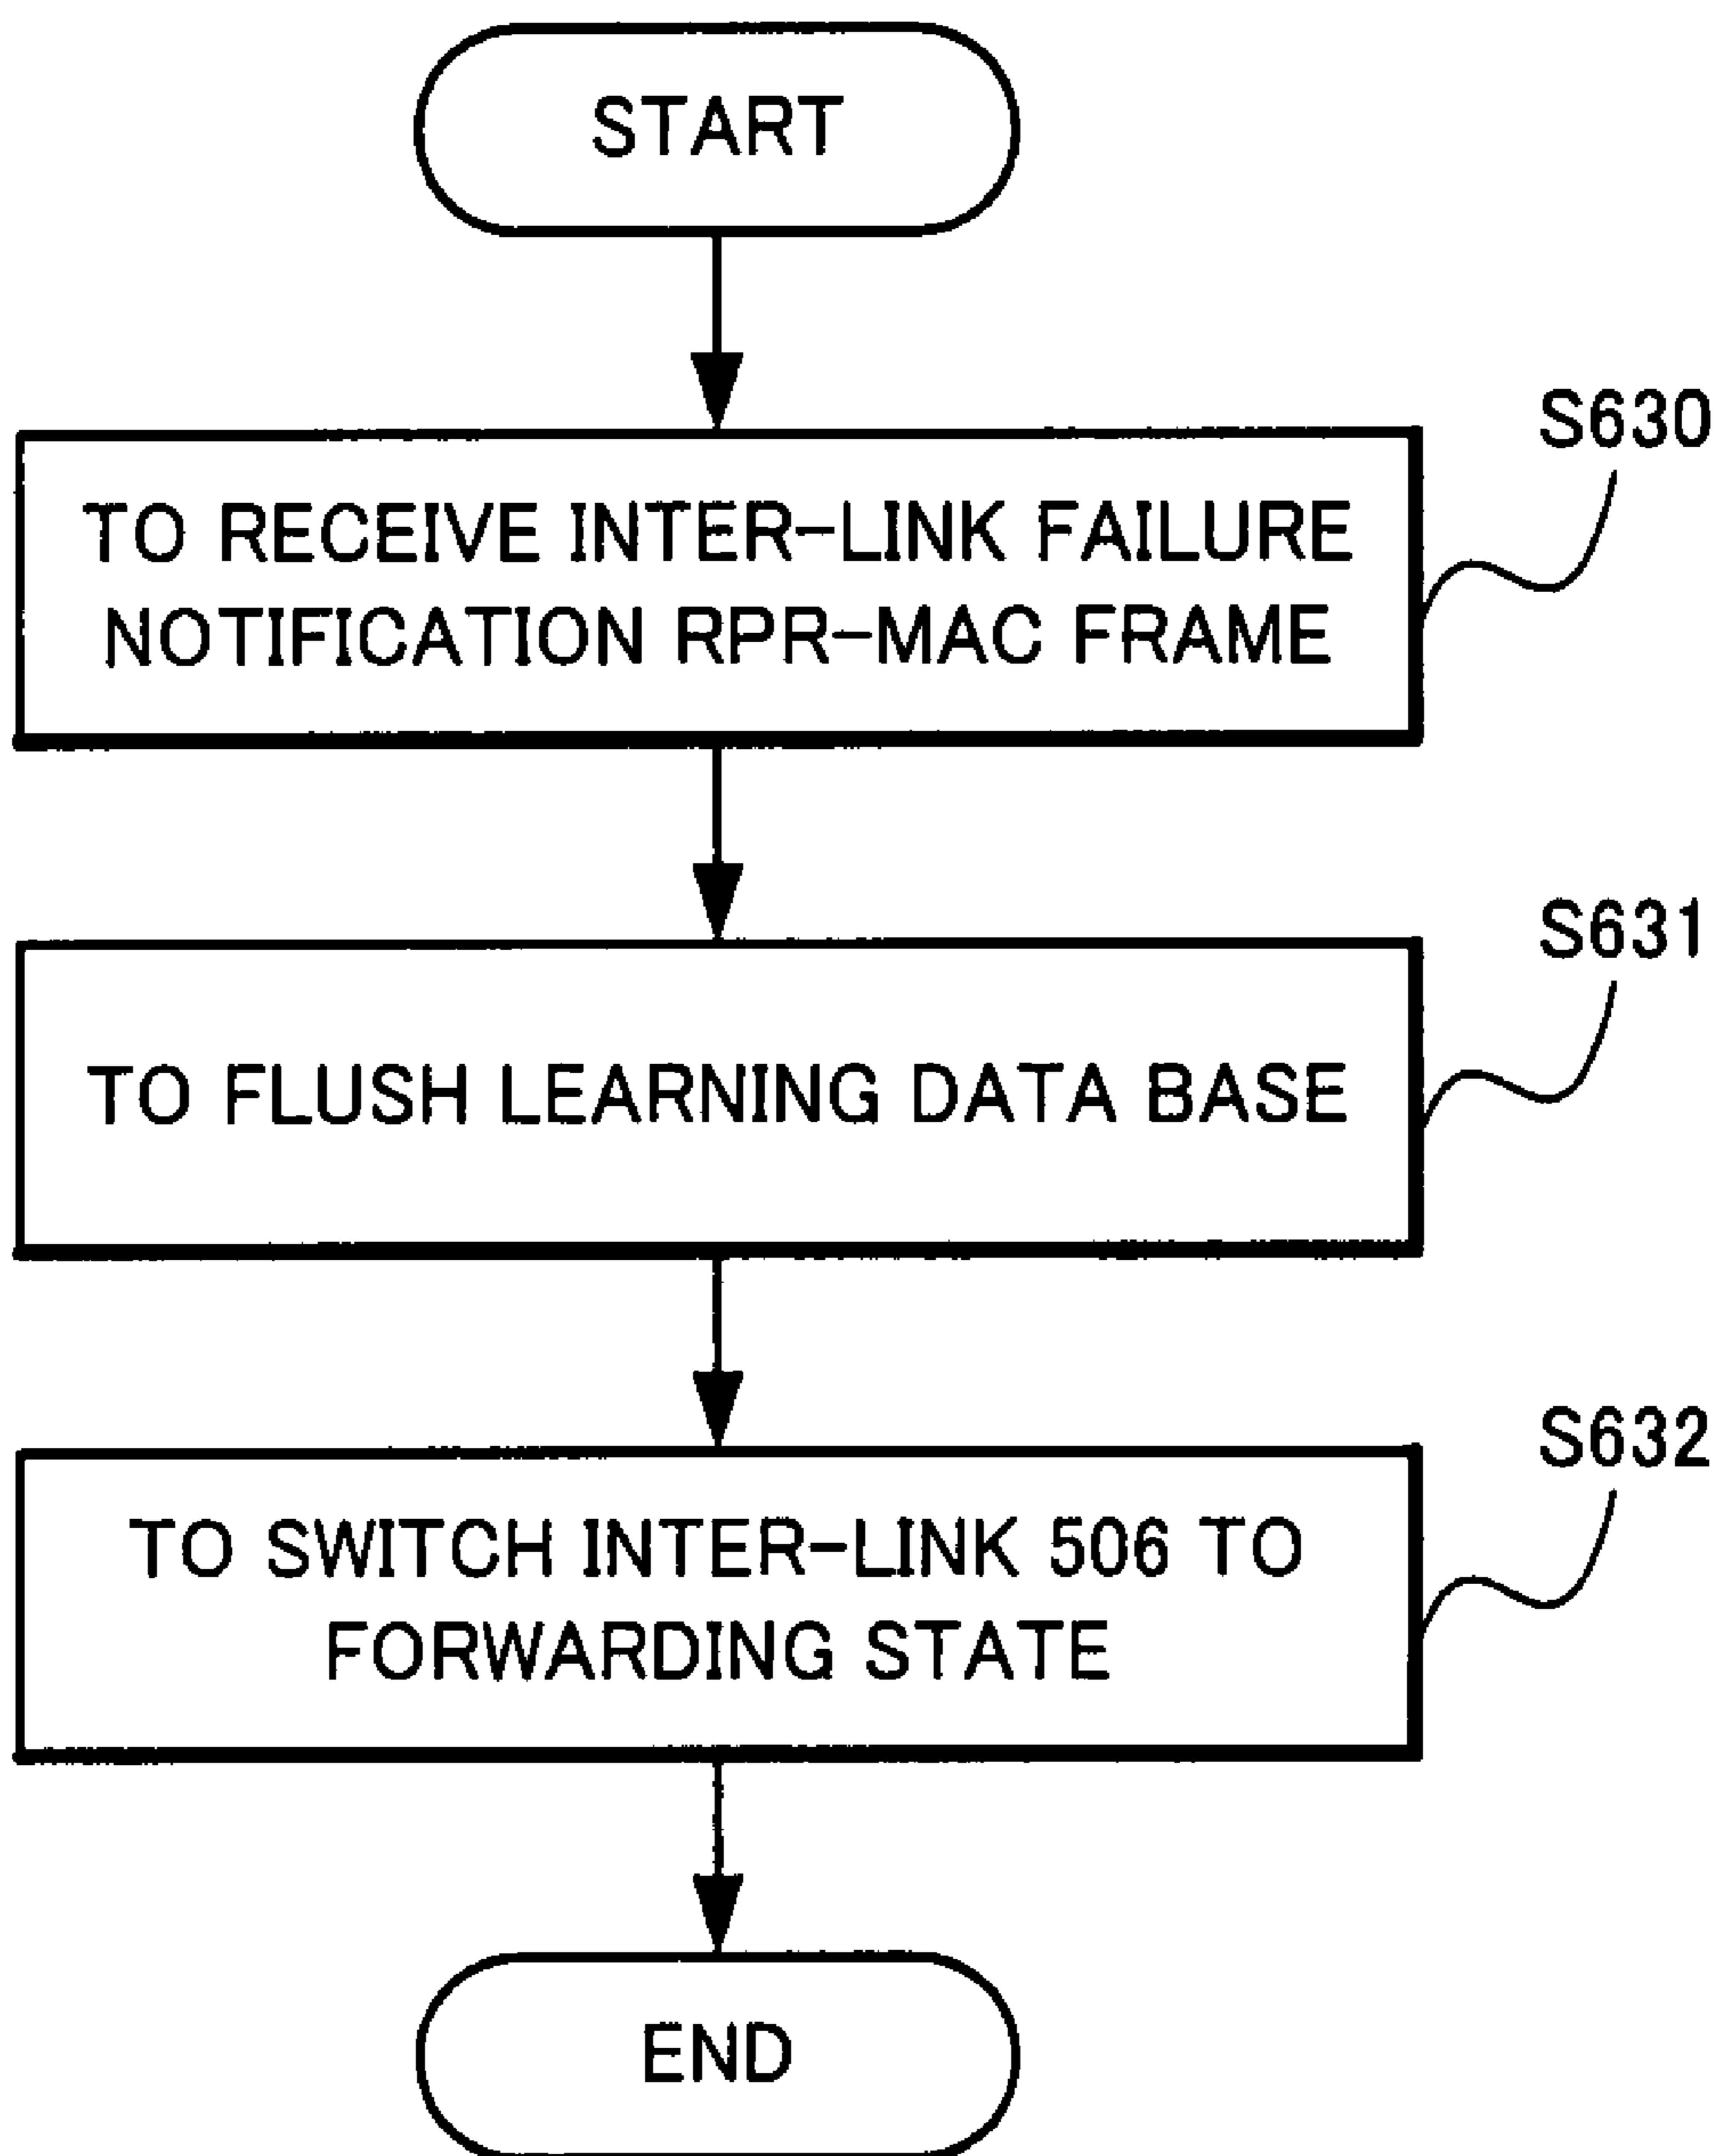 START
S630
TO RECEIVE INTER-LINK FAILURE
NOTIFICATION RPR-MAC FRAME
S631
TO FLUSH LEARNING DATA BASE
S632
TO SWITCH INTER-LINK 506 TO
FORWARDING STATE
END